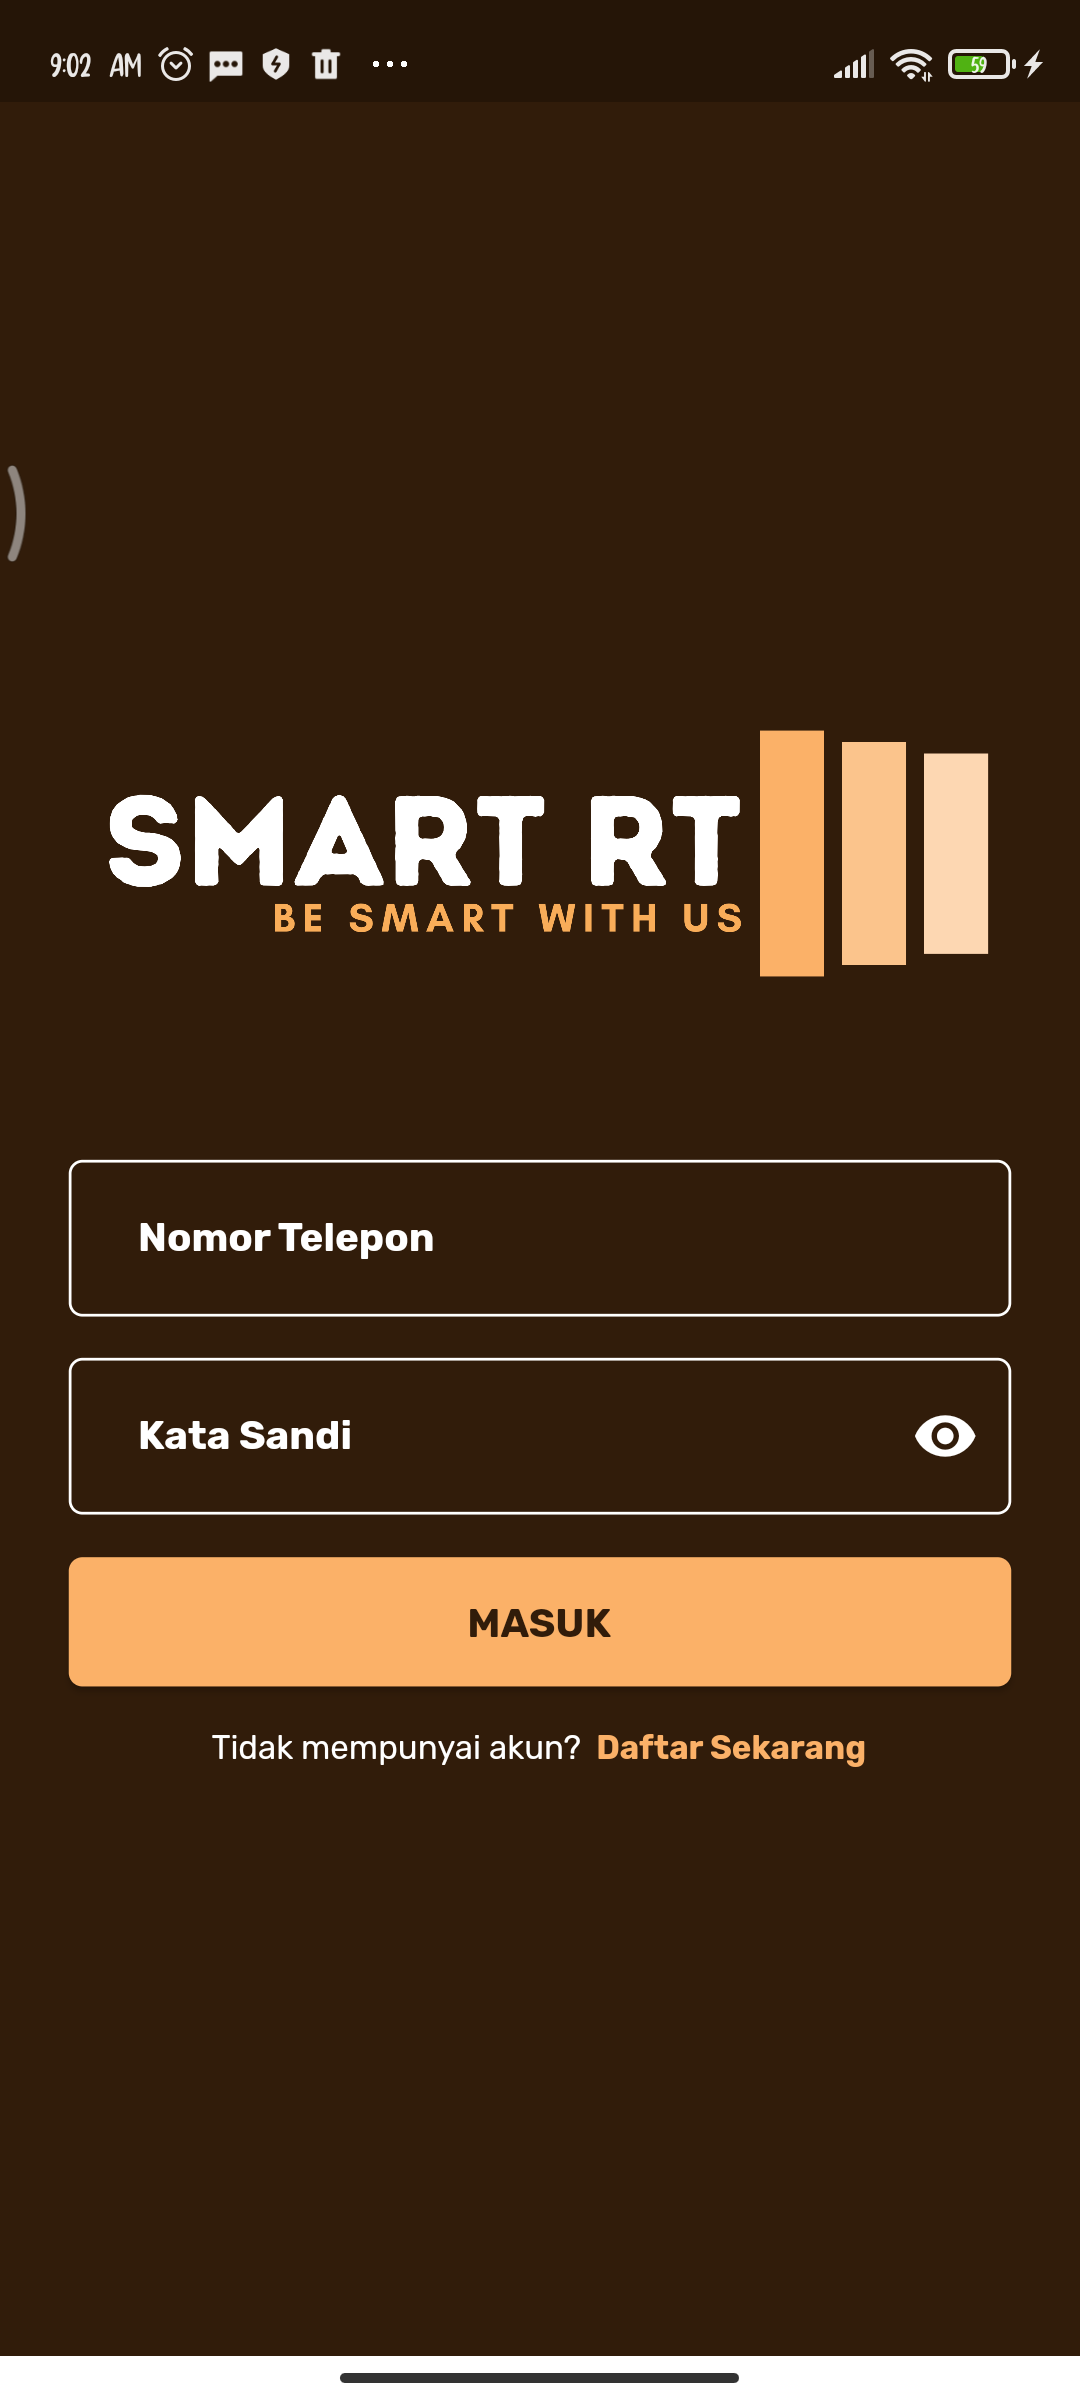 9:02 AM
59
SMART RT
BE SMART WITH US
Nomor Telepon
Kata Sandi
MASUK
Tidak mempunyai akun? Daftar Sekarang